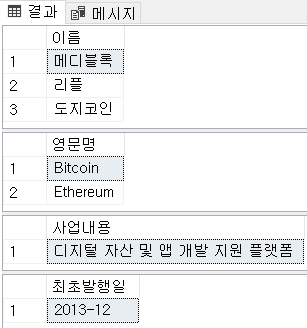 결과 메시지
이름
1 메디블록
2 리플
3 도지코인
영문명
1 Bitcoin
2 Ethereum
사업내용
1 디지털 자산 및 앱 개발 지원 플랫폼
최초발행일
1 2013-12